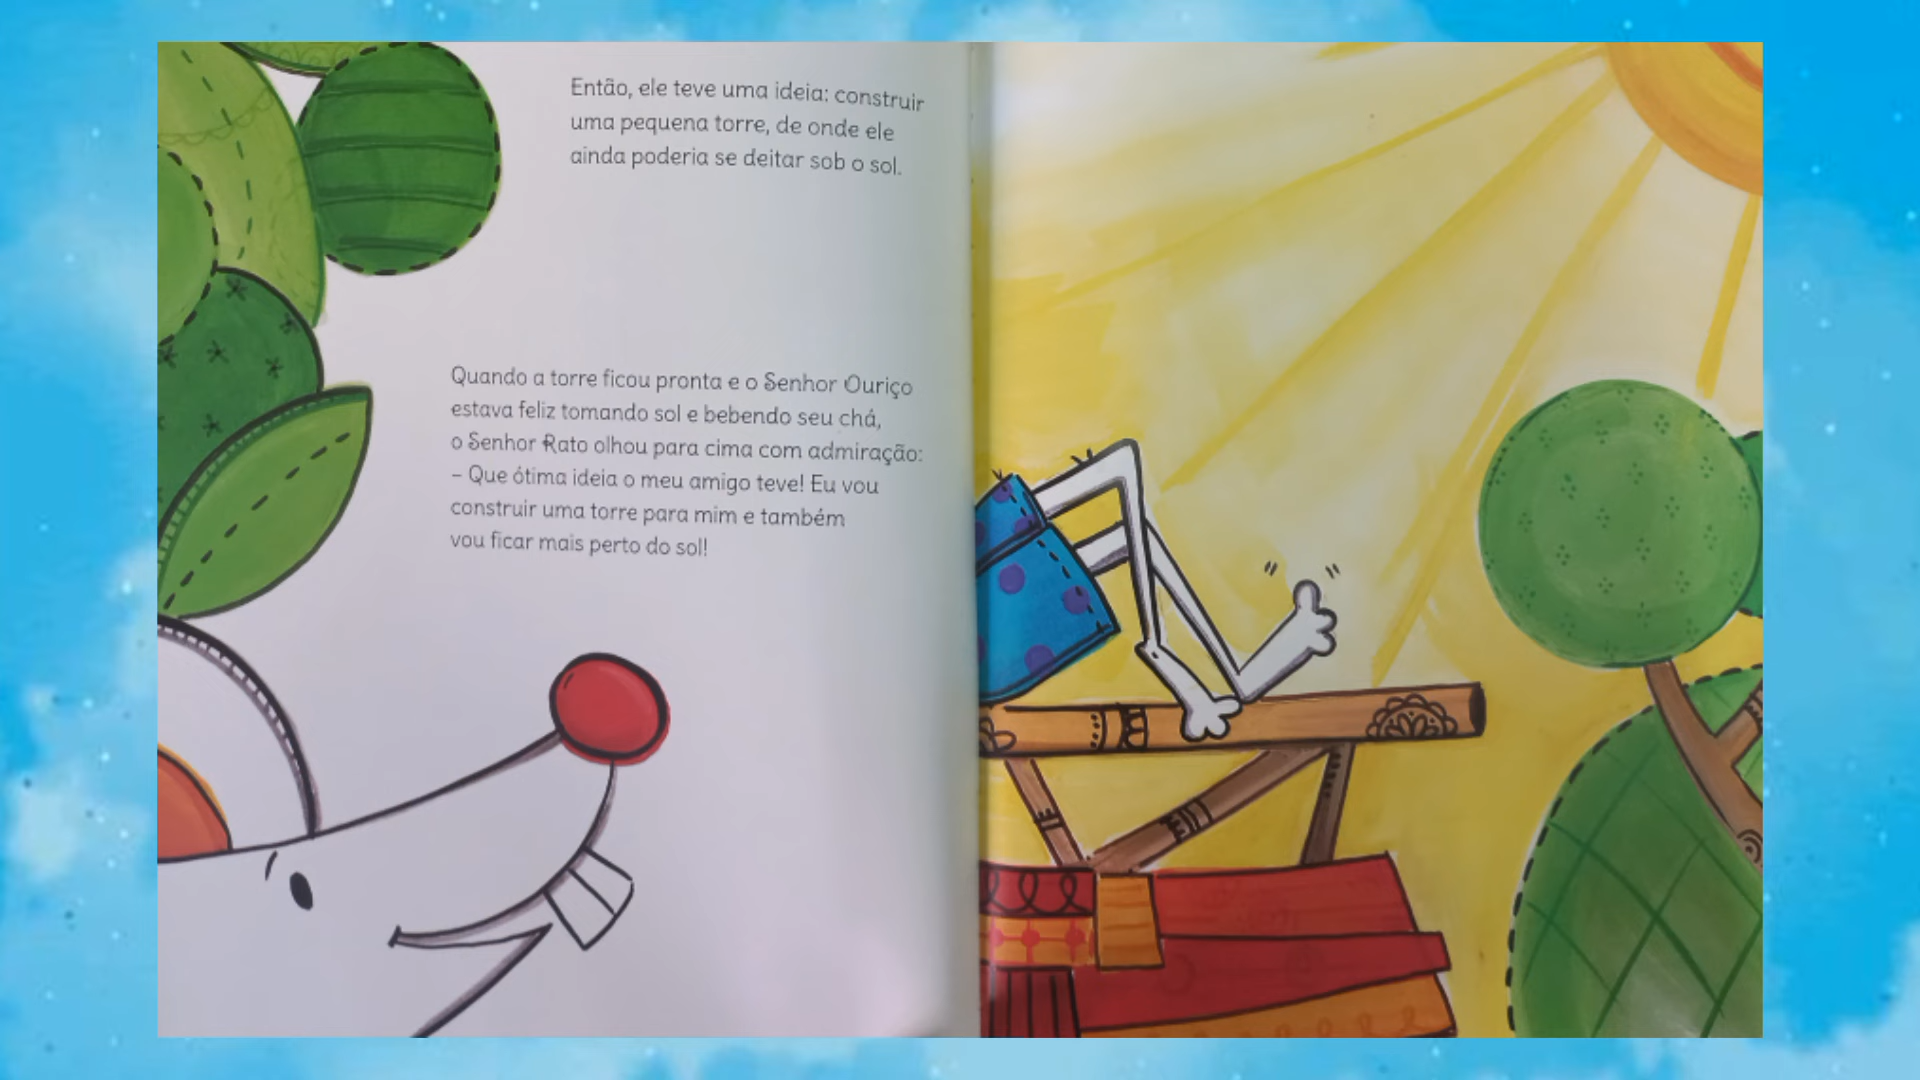 Então, ele teve uma ideia: construir
uma pequena torre, de onde ele
ainda poderia se deitar sob o sol.
Quando a torre ficou pronta e o Senhor Ouriço
estava feliz tomando sol e bebendo seu chá,
o Senhor Rato olhou para cima com admiração:
– Que ótima ideia o meu amigo teve! Eu vou
construir uma torre para mim e também
vou ficar mais perto do sol!